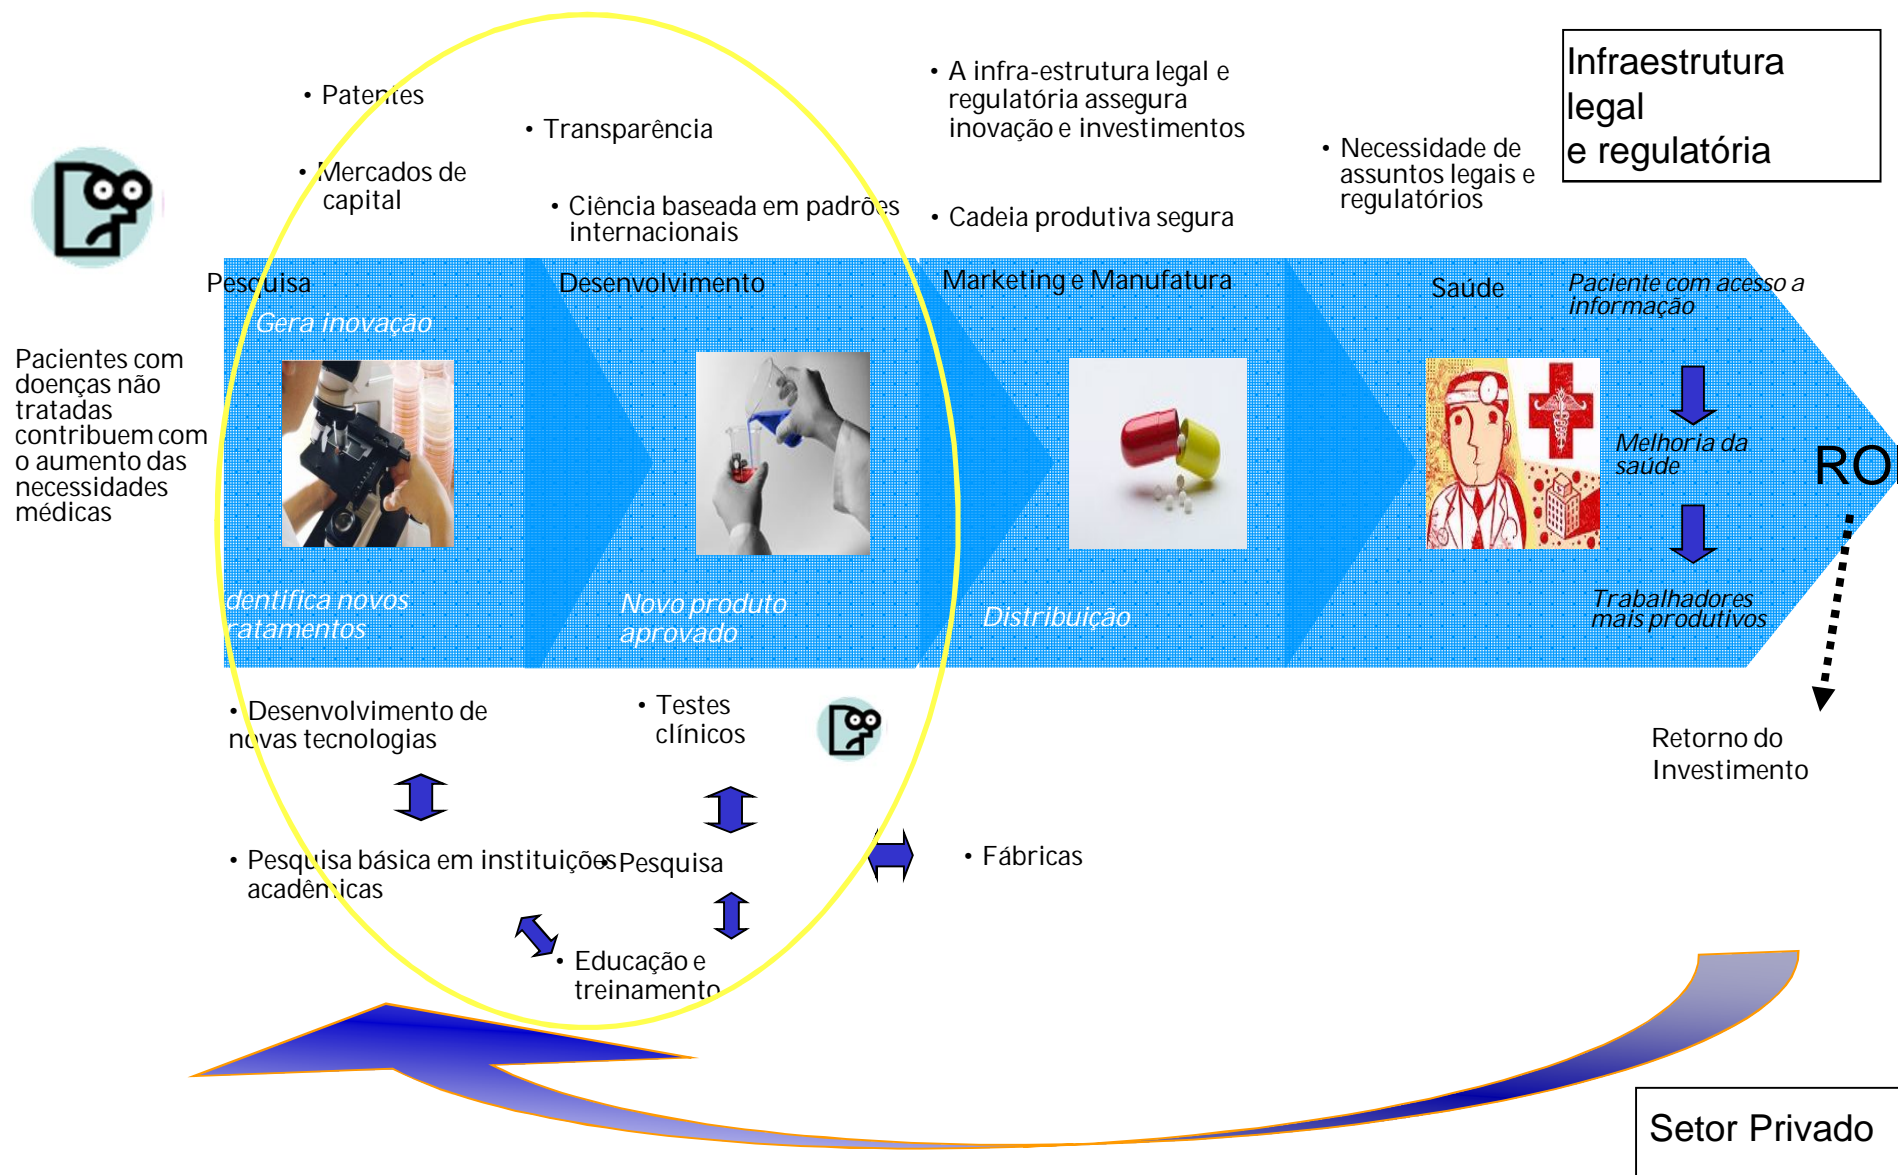 Infraestrutura
legal
e regulatória
• Patentes
• Mercados de
capital
• Transparência
• Ciência baseada em padrões
internacionais
• A infra-estrutura legal e
regulatória assegura
inovação e investimentos
• Cadeia produtiva segura
• Necessidade de
assuntos legais e
regulatórios
Pacientes com
doenças não
tratadas
contribuem com
o aumento das
necessidades
médicas
Pesquisa
Gera inovação
dentifica novos
ratamentos
Desenvolvimento
Novo produto
aprovado
Marketing e Manufatura
Distribuição
Saúde
Paciente com acesso a
informação
Melhoria da
saúde
Trabalhadores
mais produtivos
ROI
Retorno do
Investimento
• Desenvolvimento de
novas tecnologias
• Testes
clínicos
• Pesquisa básica em instituições
acadêmicas
• Pesquisa
• Fábricas
• Educação e
treinamento
Setor Privado